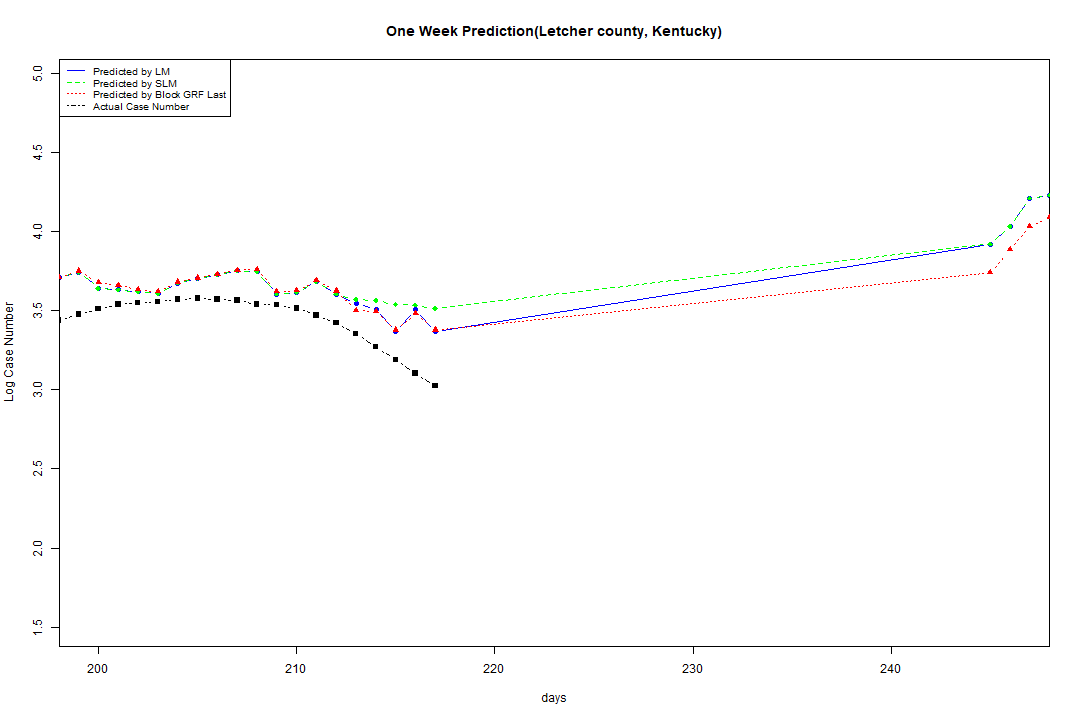 One Week Prediction(Letcher county, Kentucky)
Predicted by LM
Predicted by SLM
Predicted by Block GRF Last
Actual Case Number
Log Case Number
5.0
4.5
4.0
3.5
3.0
2.5
2.0
1.5
200 210 220 230 240
days